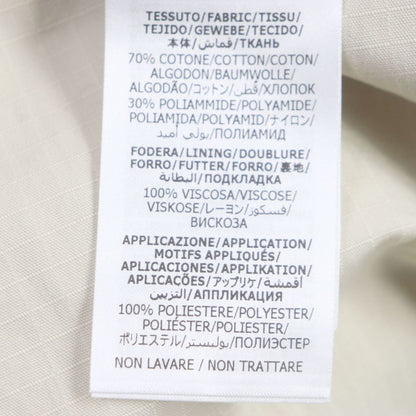 TESSUTO/FABRIC/TISSU/
TEJIDO/GEWEBE/TECIDO/
本体/قماش/ТКАНЬ
70% COTONE/COTTON/COTON/
ALGODON/BAUMWOLLE/
ALGODÃO/コットン/قطن/ХЛОПОК
30% POLIAMMIDE/POLYAMIDE/
POLIAMIDA/POLYAMID/ナイロン/
بولي أميد/ПОЛИАМИД
FODERA/LINING/DOUBLURE/
FORRO/FUTTER/FORRO/裏地/
البطانة/ПОДКЛАДКА
100% VISCOSA/VISCOSE/
VISKOSE/レーヨン/فسكوز/
ВИСКОЗА
APPLICAZIONE/APPLICATION/
MOTIFS APPLIQUÉS/
APLICACIONES/APPLIKATION/
APLICAÇÕES/アップリケ/أقمشة
التزيين/АППЛИКАЦИЯ
100% POLIESTERE/POLYESTER/
POLIÉSTER/POLIESTER/
ポリエステル/بوليستر/ПОЛИЭСТЕР
NON LAVARE / NON TRATTARE